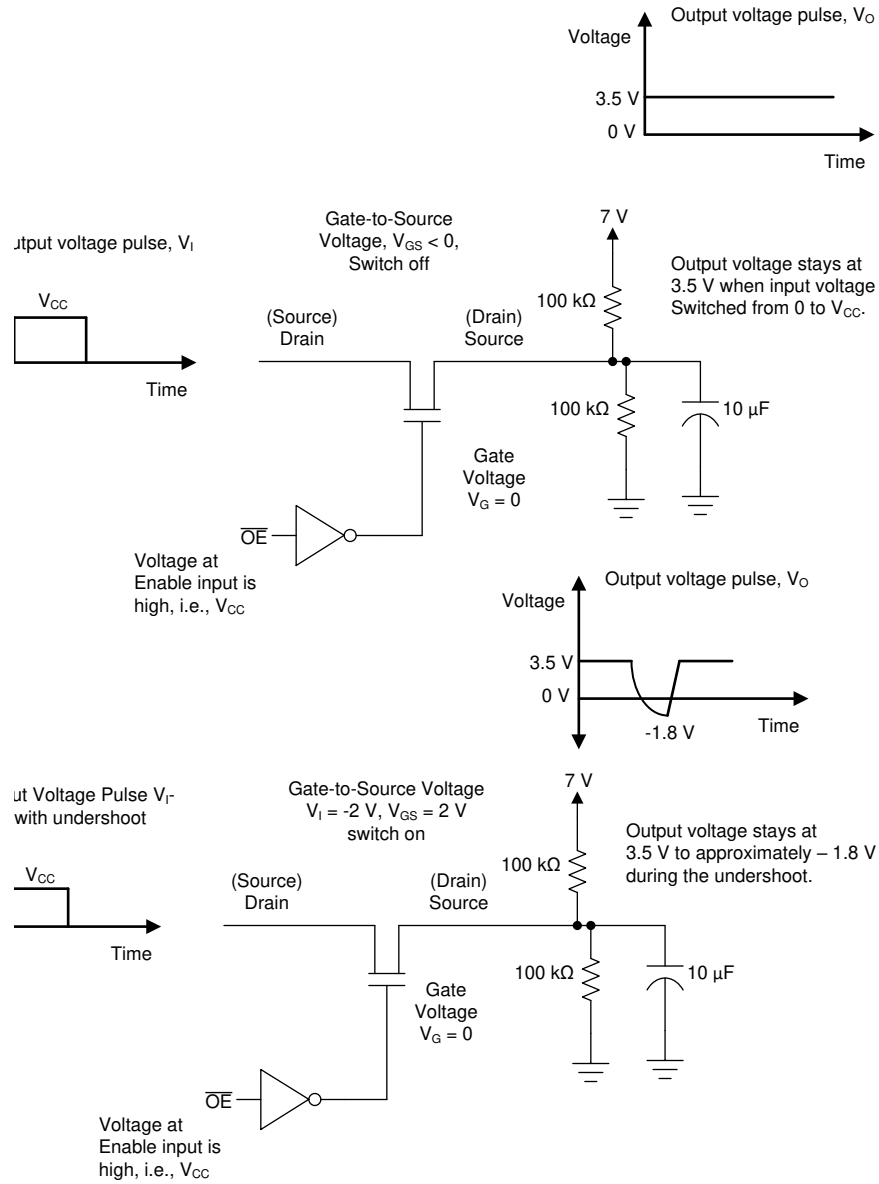 Output voltage pulse, VO
Voltage
3.5 V
0 V
Time
utput voltage pulse, VI
VCC
Time
Gate-to-Source
Voltage, VGS < 0,
Switch off
(Source)
Drain
(Drain)
Source
7 V
100 kΩ
100 kΩ
10 µF
Output voltage stays at
3.5 V when input voltage
Switched from 0 to VCC.
Gate
Voltage
VG = 0
OE
Voltage at
Enable input is
high, i.e., VCC
Output voltage pulse, VO
Voltage
3.5 V
0 V
-1.8 V
Time
ut Voltage Pulse VI-
with undershoot
VCC
Time
Gate-to-Source Voltage
VI = -2 V, VGS = 2 V
switch on
(Source)
Drain
(Drain)
Source
7 V
100 kΩ
100 kΩ
10 µF
Output voltage stays at
3.5 V to approximately – 1.8 V
during the undershoot.
Gate
Voltage
VG = 0
OE
Voltage at
Enable input is
high, i.e., VCC